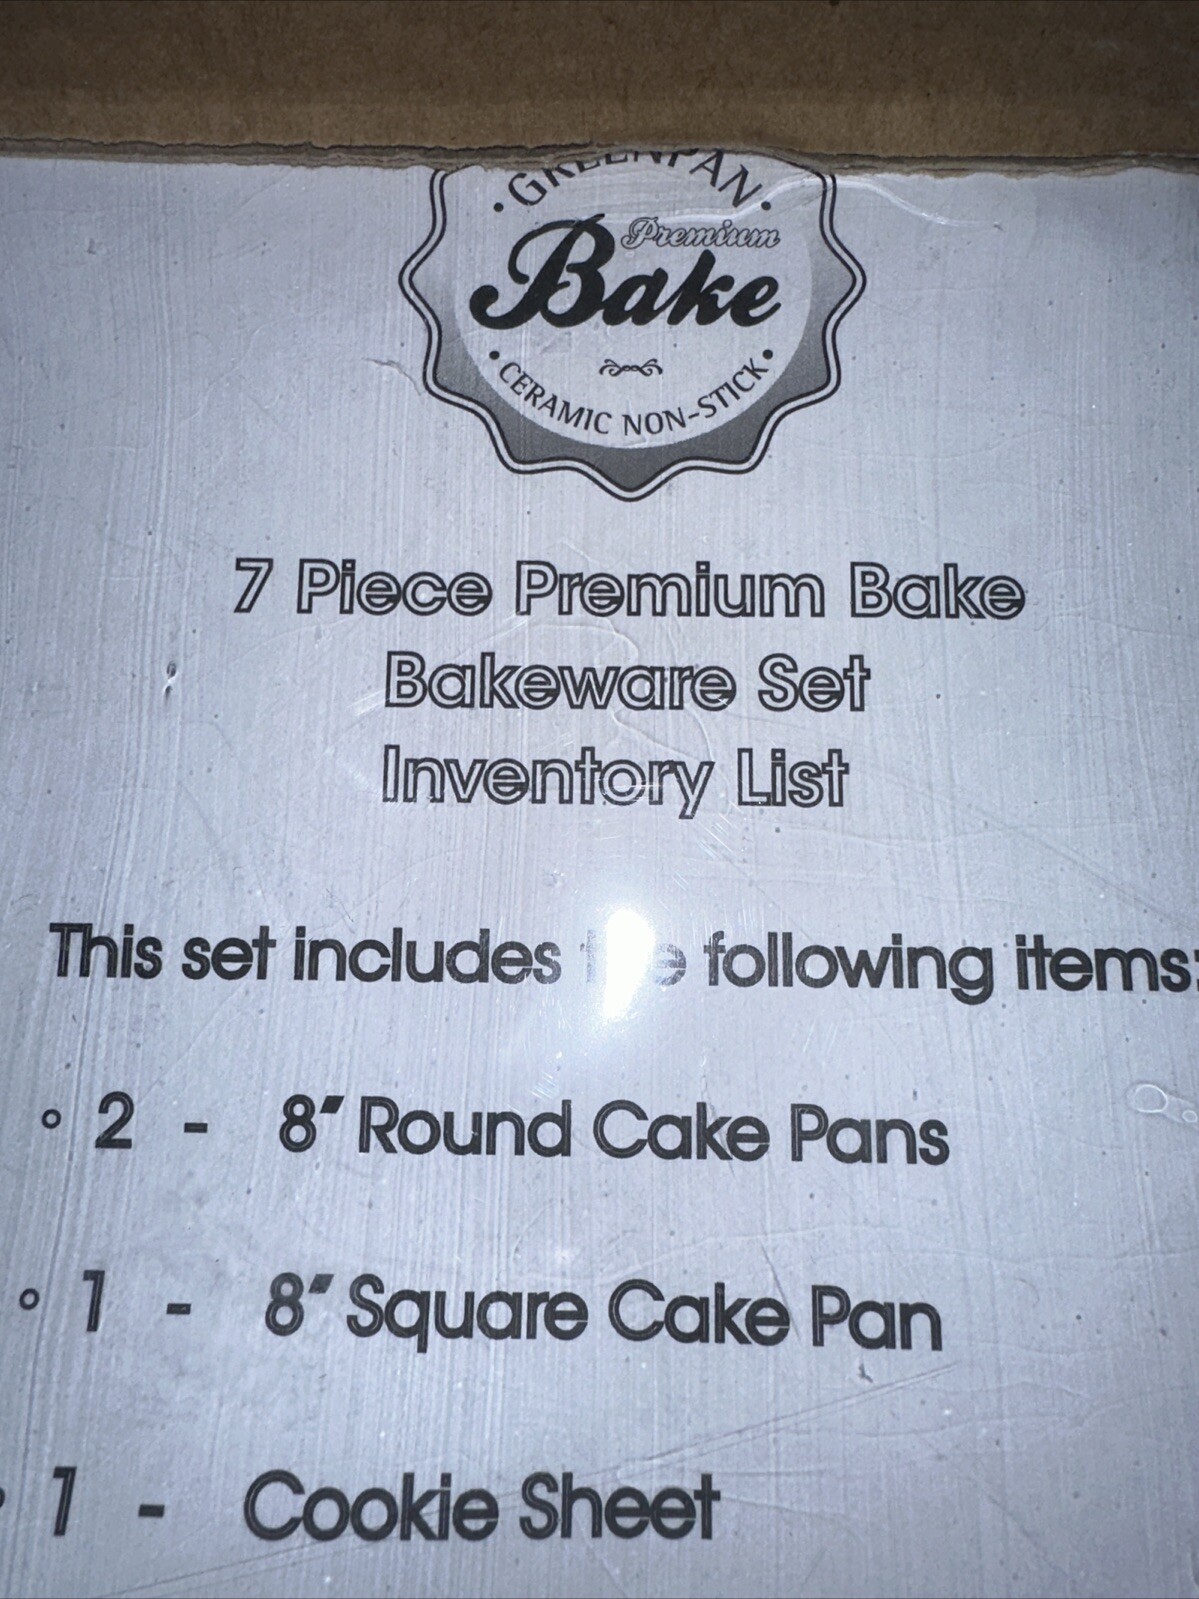 · GREENPAN ·
Premium
Bake
• CERAMIC NON-STICK •
7 Piece Premium Bake
Bakeware Set
Inventory List
This set includes following items:
◦ 2 - 8" Round Cake Pans
◦ 1 - 8" Square Cake Pan
◦ 1 - Cookie Sheet